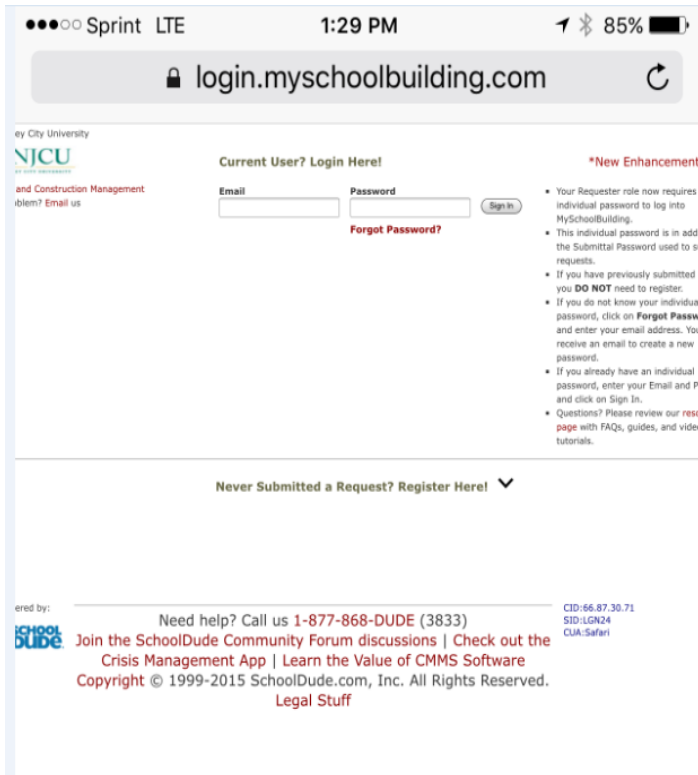 Sprint LTE 1:29 PM 85%
login.myschoolbuilding.com
ey City University
NJCU
and Construction Management
blem? Email us
Current User? Login Here!
Email Password
Sign In
Forgot Password?
*New Enhancement
Your Requester role now requires
individual password to log into
MySchoolBuilding.
This individual password is in add
the Submittal Password used to s
requests.
If you have previously submitted
you DO NOT need to register.
If you do not know your individua
password, click on Forgot Passw
and enter your email address. You
receive an email to create a new
password.
If you already have an individual
password, enter your Email and P
and click on Sign In.
Questions? Please review our reso
page with FAQs, guides, and vide
tutorials.
Never Submitted a Request? Register Here!
ered by:
SCHOOL
DUDE
Need help? Call us 1-877-868-DUDE (3833)
Join the SchoolDude Community Forum discussions | Check out the
Crisis Management App | Learn the Value of CMMS Software
Copyright © 1999-2015 SchoolDude.com, Inc. All Rights Reserved.
Legal Stuff
CID:66.87.30.71
SID:LGN24
CUA:Safari